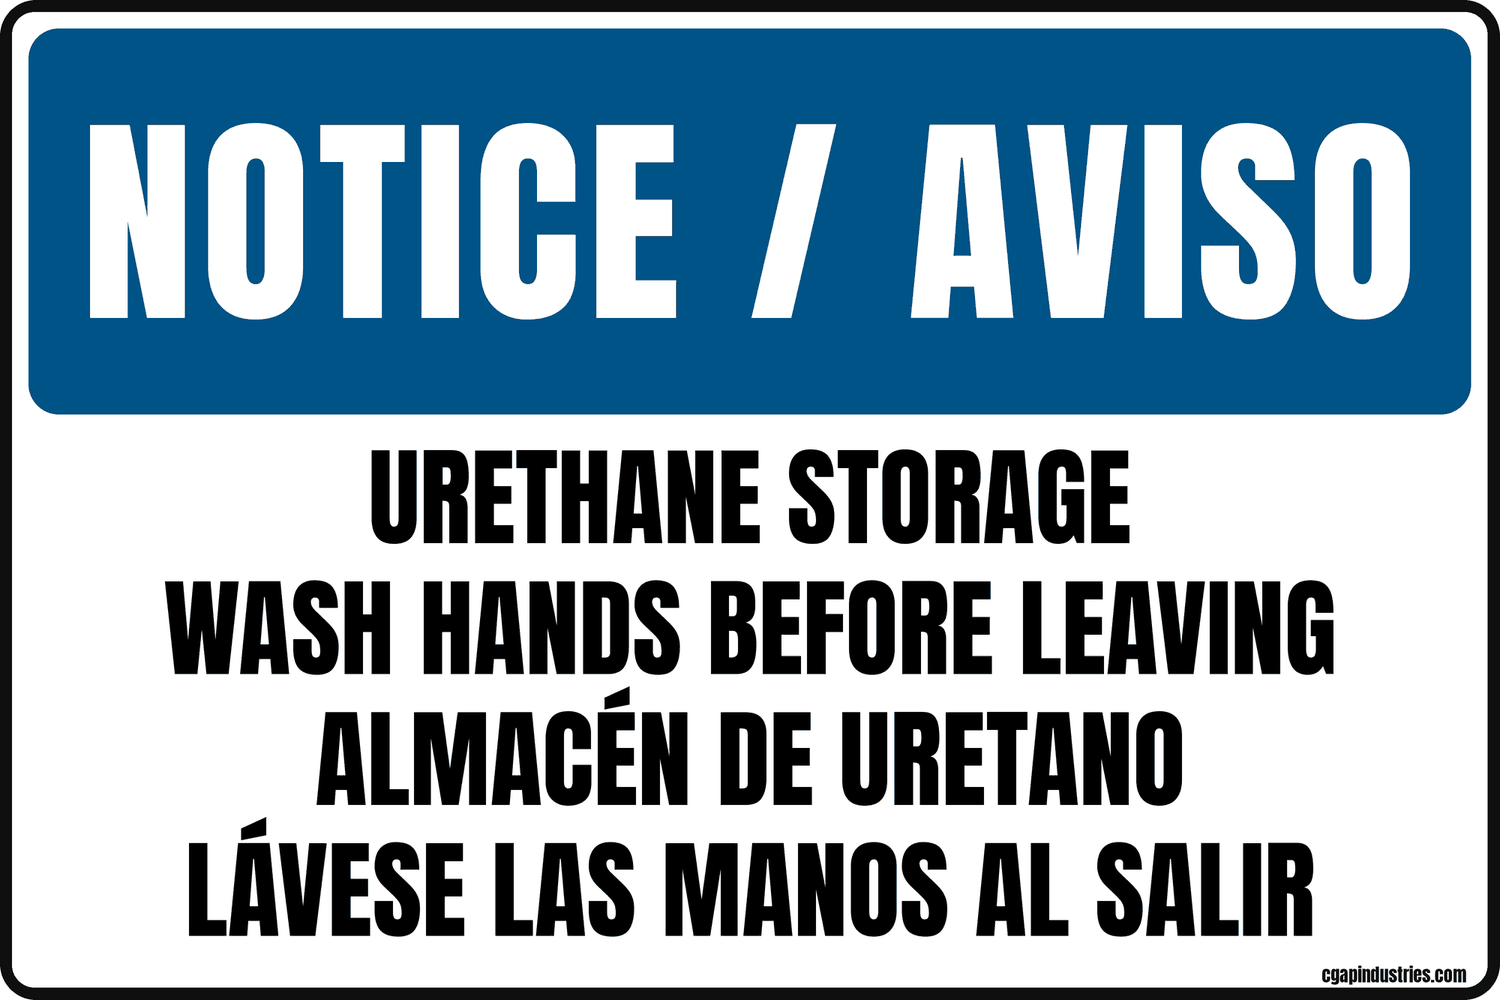 NOTICE / AVISO
URETHANE STORAGE
WASH HANDS BEFORE LEAVING
ALMACÉN DE URETANO
LÁVESE LAS MANOS AL SALIR
cgapindustries.com